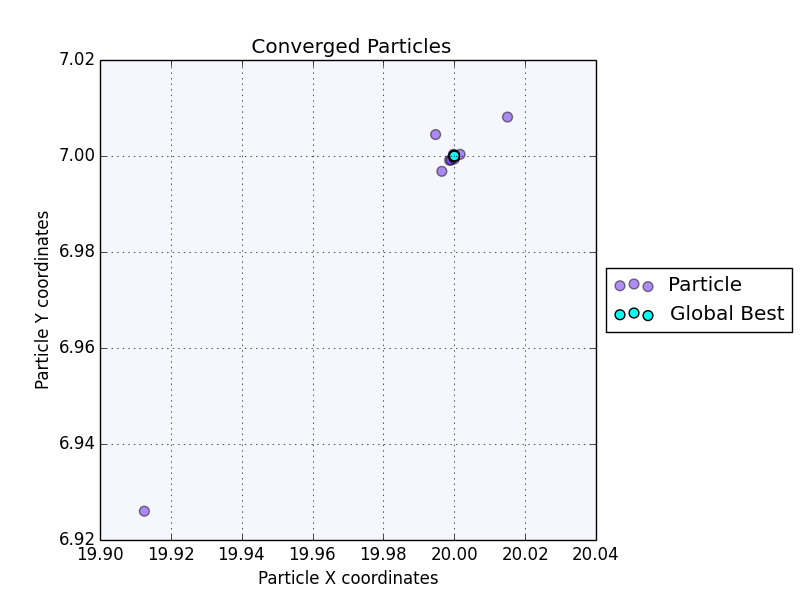 Converged Particles
7.02
7.00
6.98
6.96
6.94
6.92
Particle Y coordinates
19.90 19.92 19.94 19.96 19.98 20.00 20.02 20.04
Particle X coordinates
Particle
Global Best